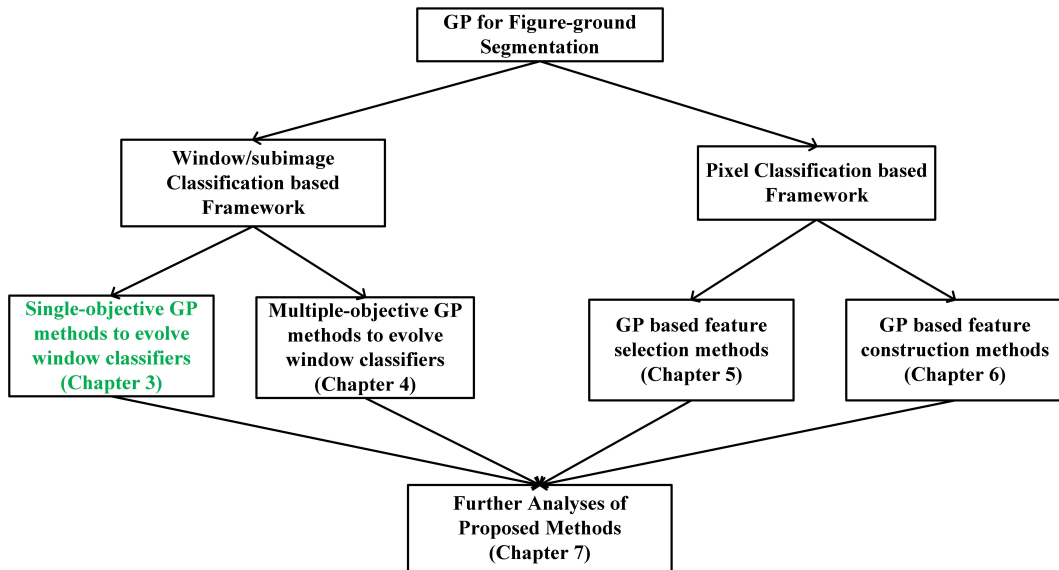 GP for Figure-ground
Segmentation
Window/subimage
Classification based
Framework
Pixel Classification based
Framework
Single-objective GP
methods to evolve
window classifiers
(Chapter 3)
Multiple-objective GP
methods to evolve
window classifiers
(Chapter 4)
GP based feature
selection methods
(Chapter 5)
GP based feature
construction methods
(Chapter 6)
Further Analyses of
Proposed Methods
(Chapter 7)